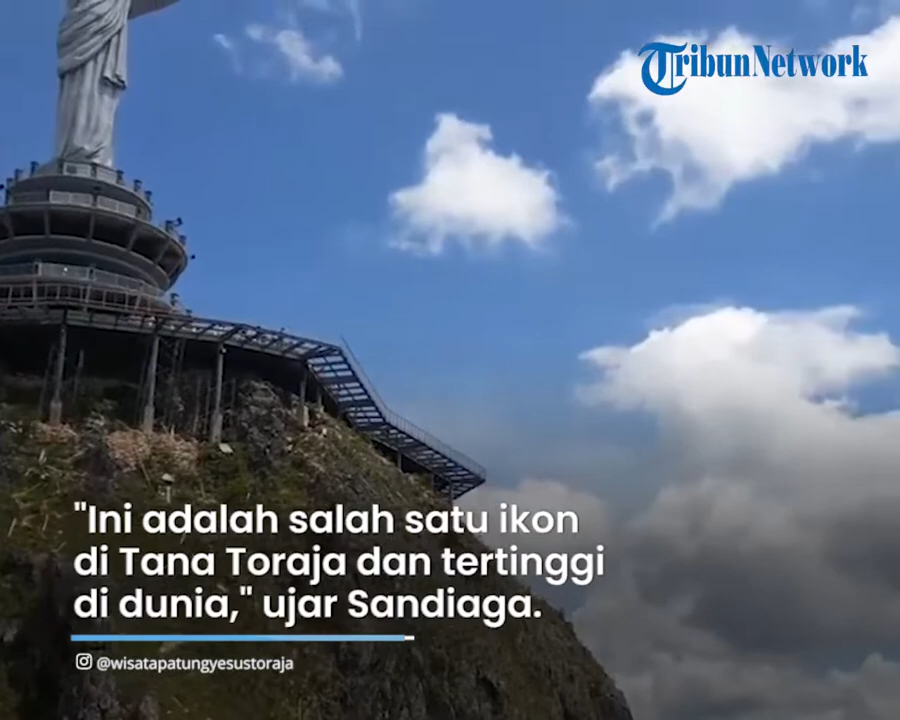 TribunNetwork
"Ini adalah salah satu ikon
di Tana Toraja dan tertinggi
di dunia," ujar Sandiaga.
@wisatapatungyesustoraja